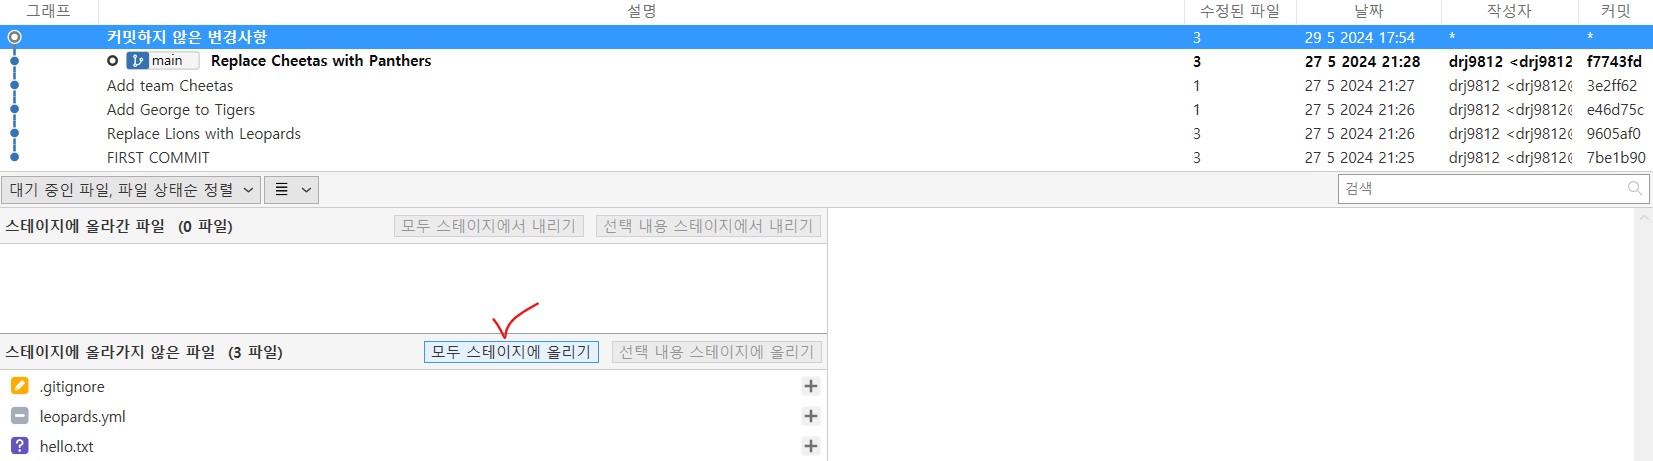 그래프 설명 수정된 파일 날짜 작성자 커밋
커밋하지 않은 변경사항 3 29 5 2024 17:54 * *
main Replace Cheetas with Panthers 3 27 5 2024 21:28 drj9812 <drj9812 f7743fd
Add team Cheetas 1 27 5 2024 21:27 drj9812 <drj9812@ 3e2ff62
Add George to Tigers 1 27 5 2024 21:26 drj9812 <drj9812@ e46d75c
Replace Lions with Leopards 3 27 5 2024 21:26 drj9812 <drj9812@ 9605af0
FIRST COMMIT 3 27 5 2024 21:25 drj9812 <drj9812@ 7be1b90
대기 중인 파일, 파일 상태순 정렬 검색
스테이지에 올라간 파일 (0 파일) 모두 스테이지에서 내리기 선택 내용 스테이지에서 내리기
스테이지에 올라가지 않은 파일 (3 파일) 모두 스테이지에 올리기 선택 내용 스테이지에 올리기
.gitignore
leopards.yml
hello.txt